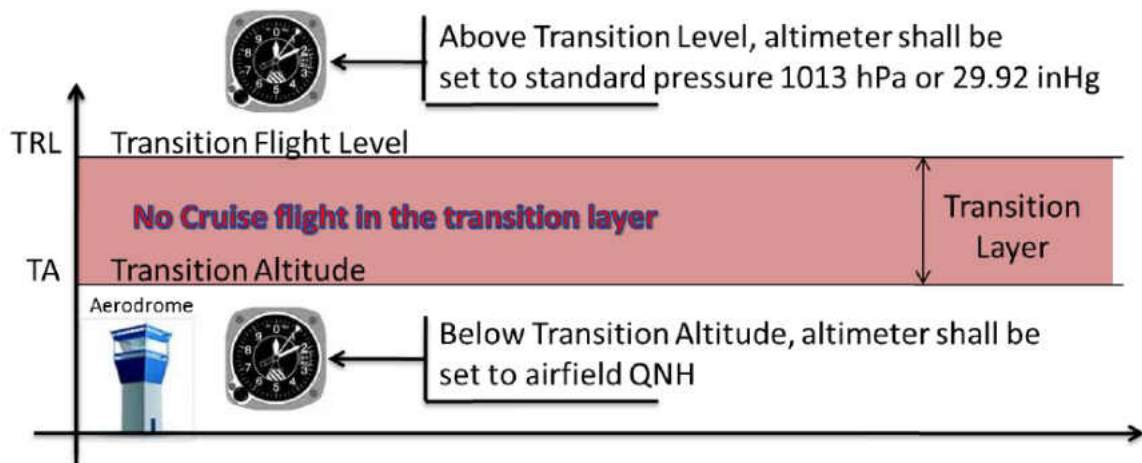 Above Transition Level, altimeter shall be
set to standard pressure 1013 hPa or 29.92 inHg
TRL
Transition Flight Level
No Cruise flight in the transition layer
Transition
Layer
TA
Transition Altitude
Aerodrome
Below Transition Altitude, altimeter shall be
set to airfield QNH